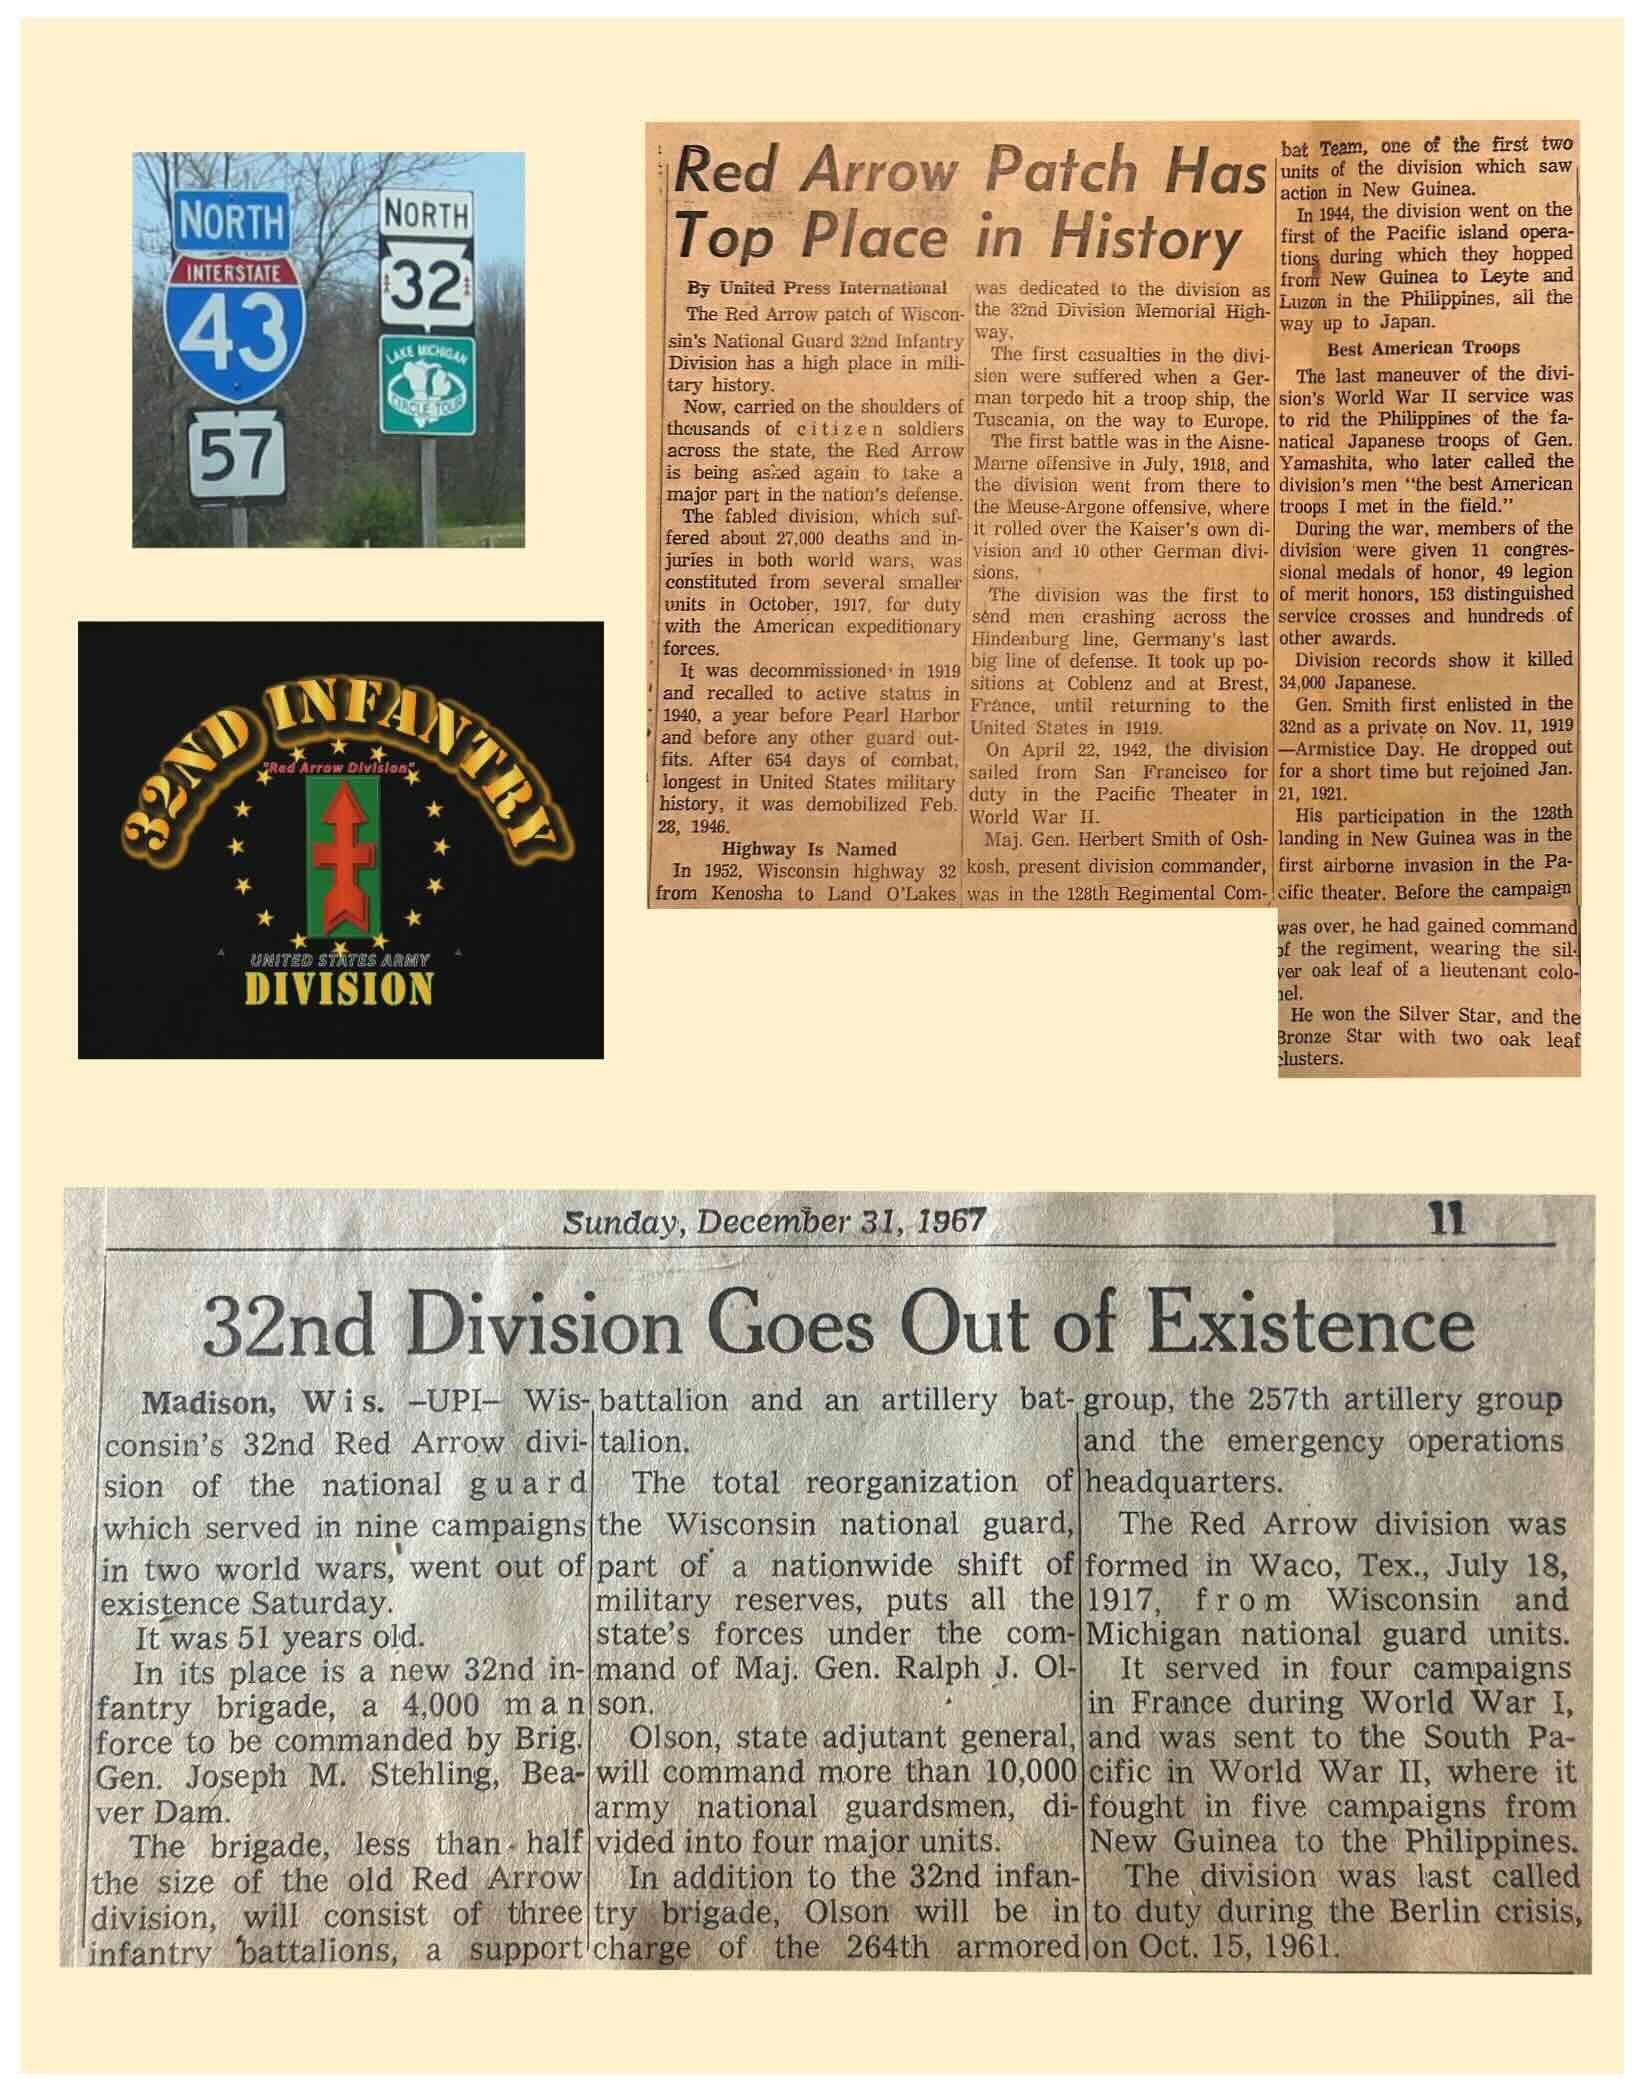 NORTH
INTERSTATE
43
57
NORTH
32
LAKE MICHIGAN
CIRCLE TOUR
32ND INFANTRY
"Red Arrow Division"
UNITED STATES ARMY
DIVISION
Red Arrow Patch Has
Top Place in History
By United Press International
The Red Arrow patch of Wiscon-
sin's National Guard 32nd Infantry
Division has a high place in mili-
tary history.
Now, carried on the shoulders of
thousands of citizen soldiers
across the state, the Red Arrow
is being asked again to take a
major part in the nation's defense.
The fabled division, which suf-
fered about 27,000 deaths and in-
juries in both world wars, was
constituted from several smaller
units in October, 1917, for duty
with the American expeditionary
forces.
It was decommissioned in 1919
and recalled to active status in
1940, a year before Pearl Harbor
and before any other guard out-
fits. After 654 days of combat,
longest in United States military
history, it was demobilized Feb.
28, 1946.
Highway Is Named
In 1952, Wisconsin highway 32
from Kenosha to Land O'Lakes
was dedicated to the division as
the 32nd Division Memorial High-
way.
The first casualties in the divi-
sion were suffered when a Ger-
man torpedo hit a troop ship, the
Tuscania, on the way to Europe.
The first battle was in the Aisne-
Marne offensive in July, 1918, and
the division went from there to
the Meuse-Argone offensive, where
it rolled over the Kaiser's own di-
vision and 10 other German divi-
sions.
The division was the first to
send men crashing across the
Hindenburg line, Germany's last
big line of defense. It took up po-
sitions at Coblenz and at Brest,
France, until returning to the
United States in 1919.
On April 22, 1942, the division
sailed from San Francisco for
duty in the Pacific Theater in
World War II.
Maj. Gen. Herbert Smith of Osh-
kosh, present division commander,
was in the 128th Regimental Com-
bat Team, one of the first two
units of the division which saw
action in New Guinea.
In 1944, the division went on the
first of the Pacific island opera-
tions during which they hopped
from New Guinea to Leyte and
Luzon in the Philippines, all the
way up to Japan.
Best American Troops
The last maneuver of the divi-
sion's World War II service was
to rid the Philippines of the fa-
natical Japanese troops of Gen.
Yamashita, who later called the
division's men "the best American
troops I met in the field."
During the war, members of the
division were given 11 congres-
sional medals of honor, 49 legion
of merit honors, 153 distinguished
service crosses and hundreds of
other awards.
Division records show it killed
34,000 Japanese.
Gen. Smith first enlisted in the
32nd as a private on Nov. 11, 1919
—Armistice Day. He dropped out
for a short time but rejoined Jan.
21, 1921.
His participation in the 128th
landing in New Guinea was in the
first airborne invasion in the Pa-
cific theater. Before the campaign
was over, he had gained command
of the regiment, wearing the sil-
ver oak leaf of a lieutenant colo-
nel.
He won the Silver Star, and the
Bronze Star with two oak leaf
clusters.
Sunday, December 31, 1967 11
32nd Division Goes Out of Existence
Madison, Wis. —UPI— Wis-
consin's 32nd Red Arrow divi-
sion of the national guard
which served in nine campaigns
in two world wars, went out of
existence Saturday.
It was 51 years old.
In its place is a new 32nd in-
fantry brigade, a 4,000 man
force to be commanded by Brig.
Gen. Joseph M. Stehling, Bea-
ver Dam.
The brigade, less than half
the size of the old Red Arrow
division, will consist of three
infantry battalions, a support
battalion and an artillery bat-
talion.
The total reorganization of
the Wisconsin national guard,
part of a nationwide shift of
military reserves, puts all the
state's forces under the com-
mand of Maj. Gen. Ralph J. Ol-
son.
Olson, state adjutant general,
will command more than 10,000
army national guardsmen, di-
vided into four major units.
In addition to the 32nd infan-
try brigade, Olson will be in
charge of the 264th armored
group, the 257th artillery group
and the emergency operations
headquarters.
The Red Arrow division was
formed in Waco, Tex., July 18,
1917, from Wisconsin and
Michigan national guard units.
It served in four campaigns
in France during World War I,
and was sent to the South Pa-
cific in World War II, where it
fought in five campaigns from
New Guinea to the Philippines.
The division was last called
to duty during the Berlin crisis,
on Oct. 15, 1961.